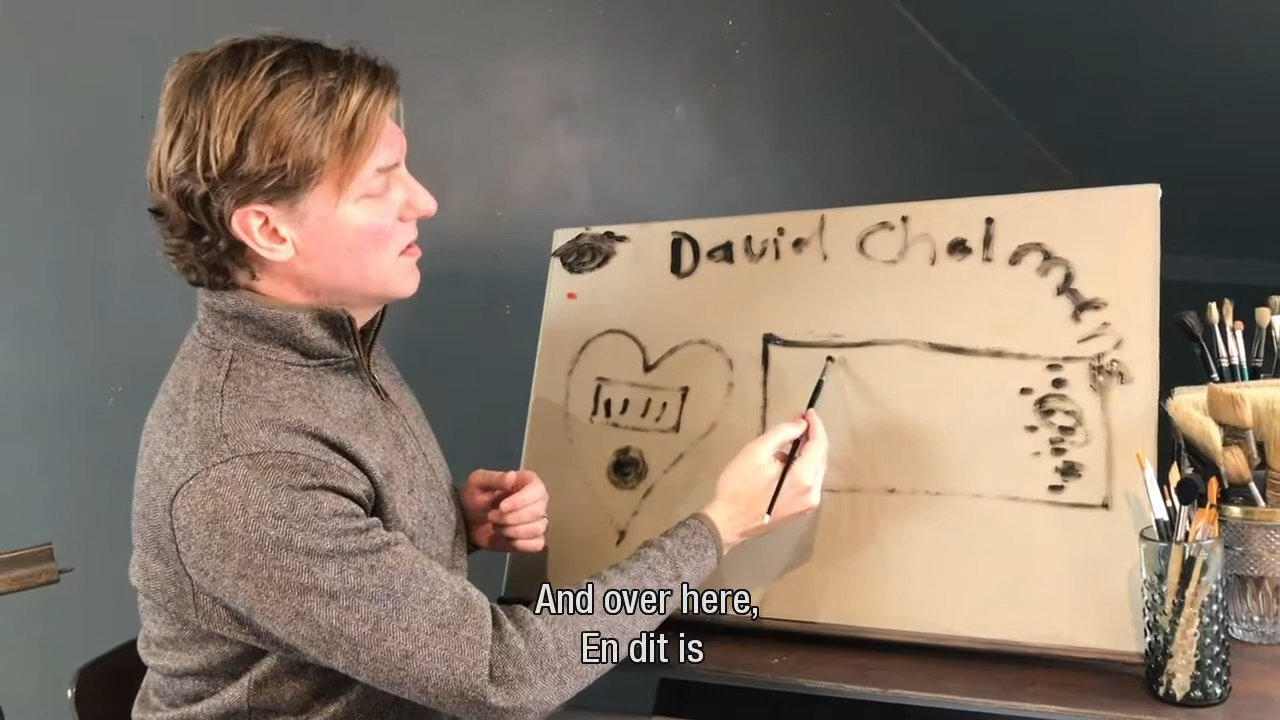 David Chalmers
And over here,
En dit is